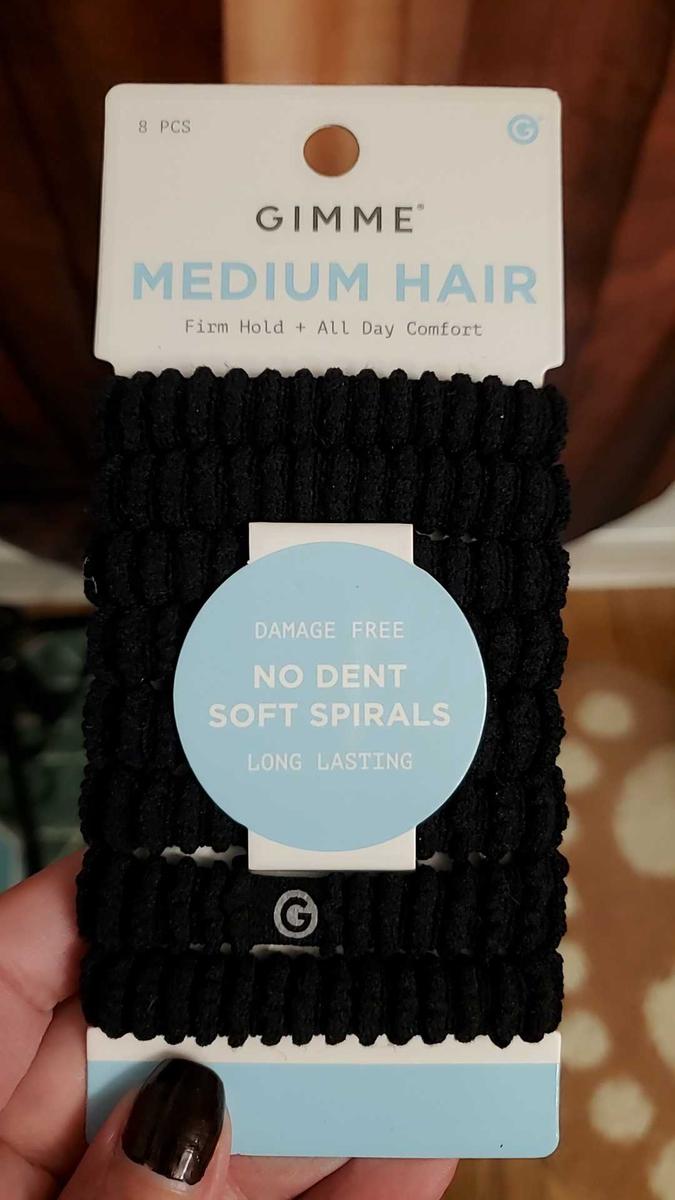 8 PCS
G
GIMME®
MEDIUM HAIR
Firm Hold + All Day Comfort
DAMAGE FREE
NO DENT
SOFT SPIRALS
LONG LASTING
G